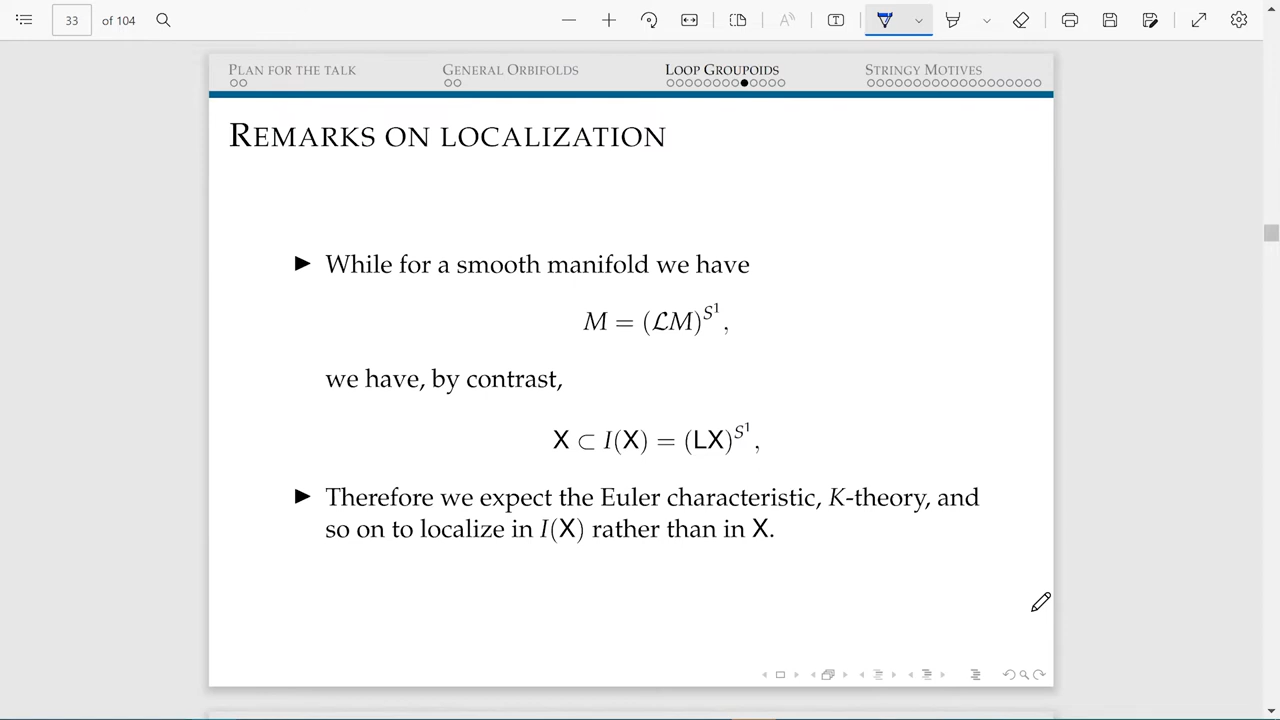 33 of 104
PLAN FOR THE TALK GENERAL ORBIFOLDS LOOP GROUPOIDS STRINGY MOTIVES
REMARKS ON LOCALIZATION
▶ While for a smooth manifold we have
M = (ℒM)^{S^1},
we have, by contrast,
X ⊂ I(X) = (LX)^{S^1},
▶ Therefore we expect the Euler characteristic, K-theory, and
so on to localize in I(X) rather than in X.